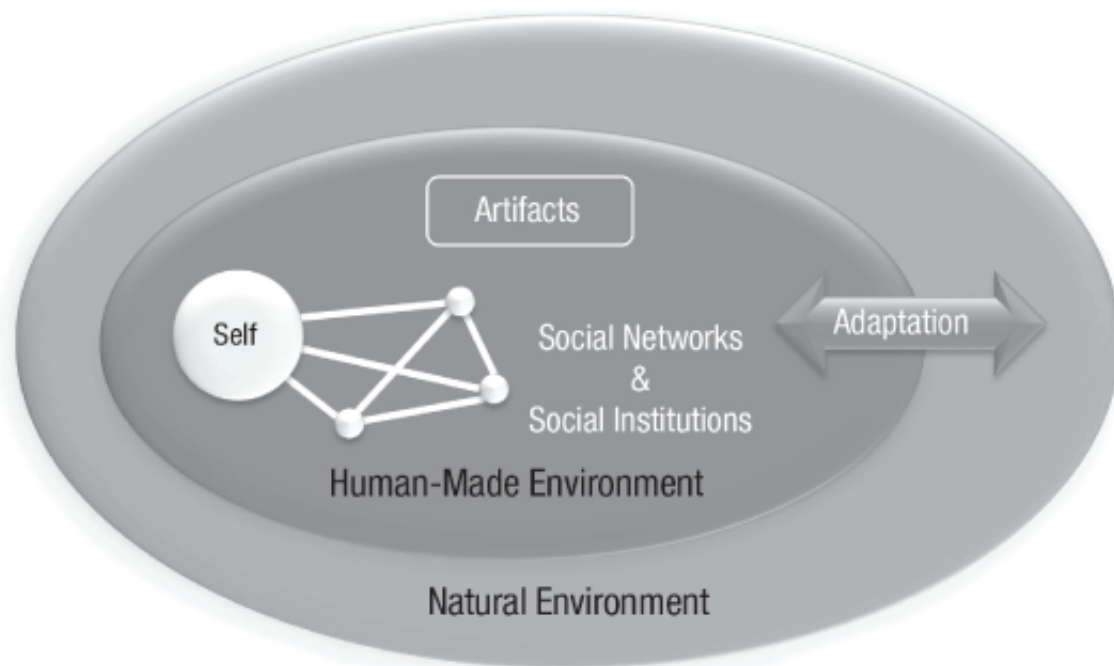 Artifacts
Self
Social Networks
&
Social Institutions
Adaptation
Human-Made Environment
Natural Environment